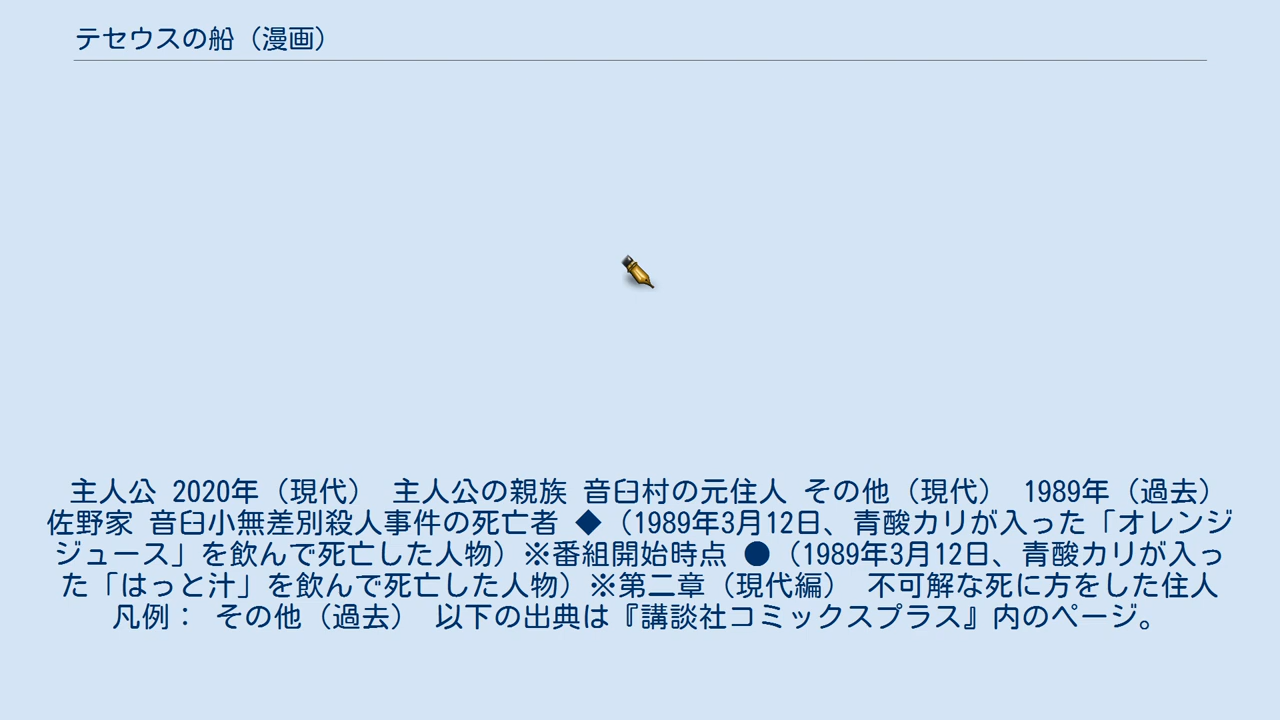 テセウスの船（漫画）
主人公 2020年（現代） 主人公の親族 音臼村の元住人 その他（現代） 1989年（過去）
佐野家 音臼小無差別殺人事件の死亡者 ◆（1989年3月12日、青酸カリが入った「オレンジ
ジュース」を飲んで死亡した人物）※番組開始時点 ●（1989年3月12日、青酸カリが入っ
た「はっと汁」を飲んで死亡した人物）※第二章（現代編） 不可解な死に方をした住人
凡例： その他（過去） 以下の出典は『講談社コミックスプラス』内のページ。